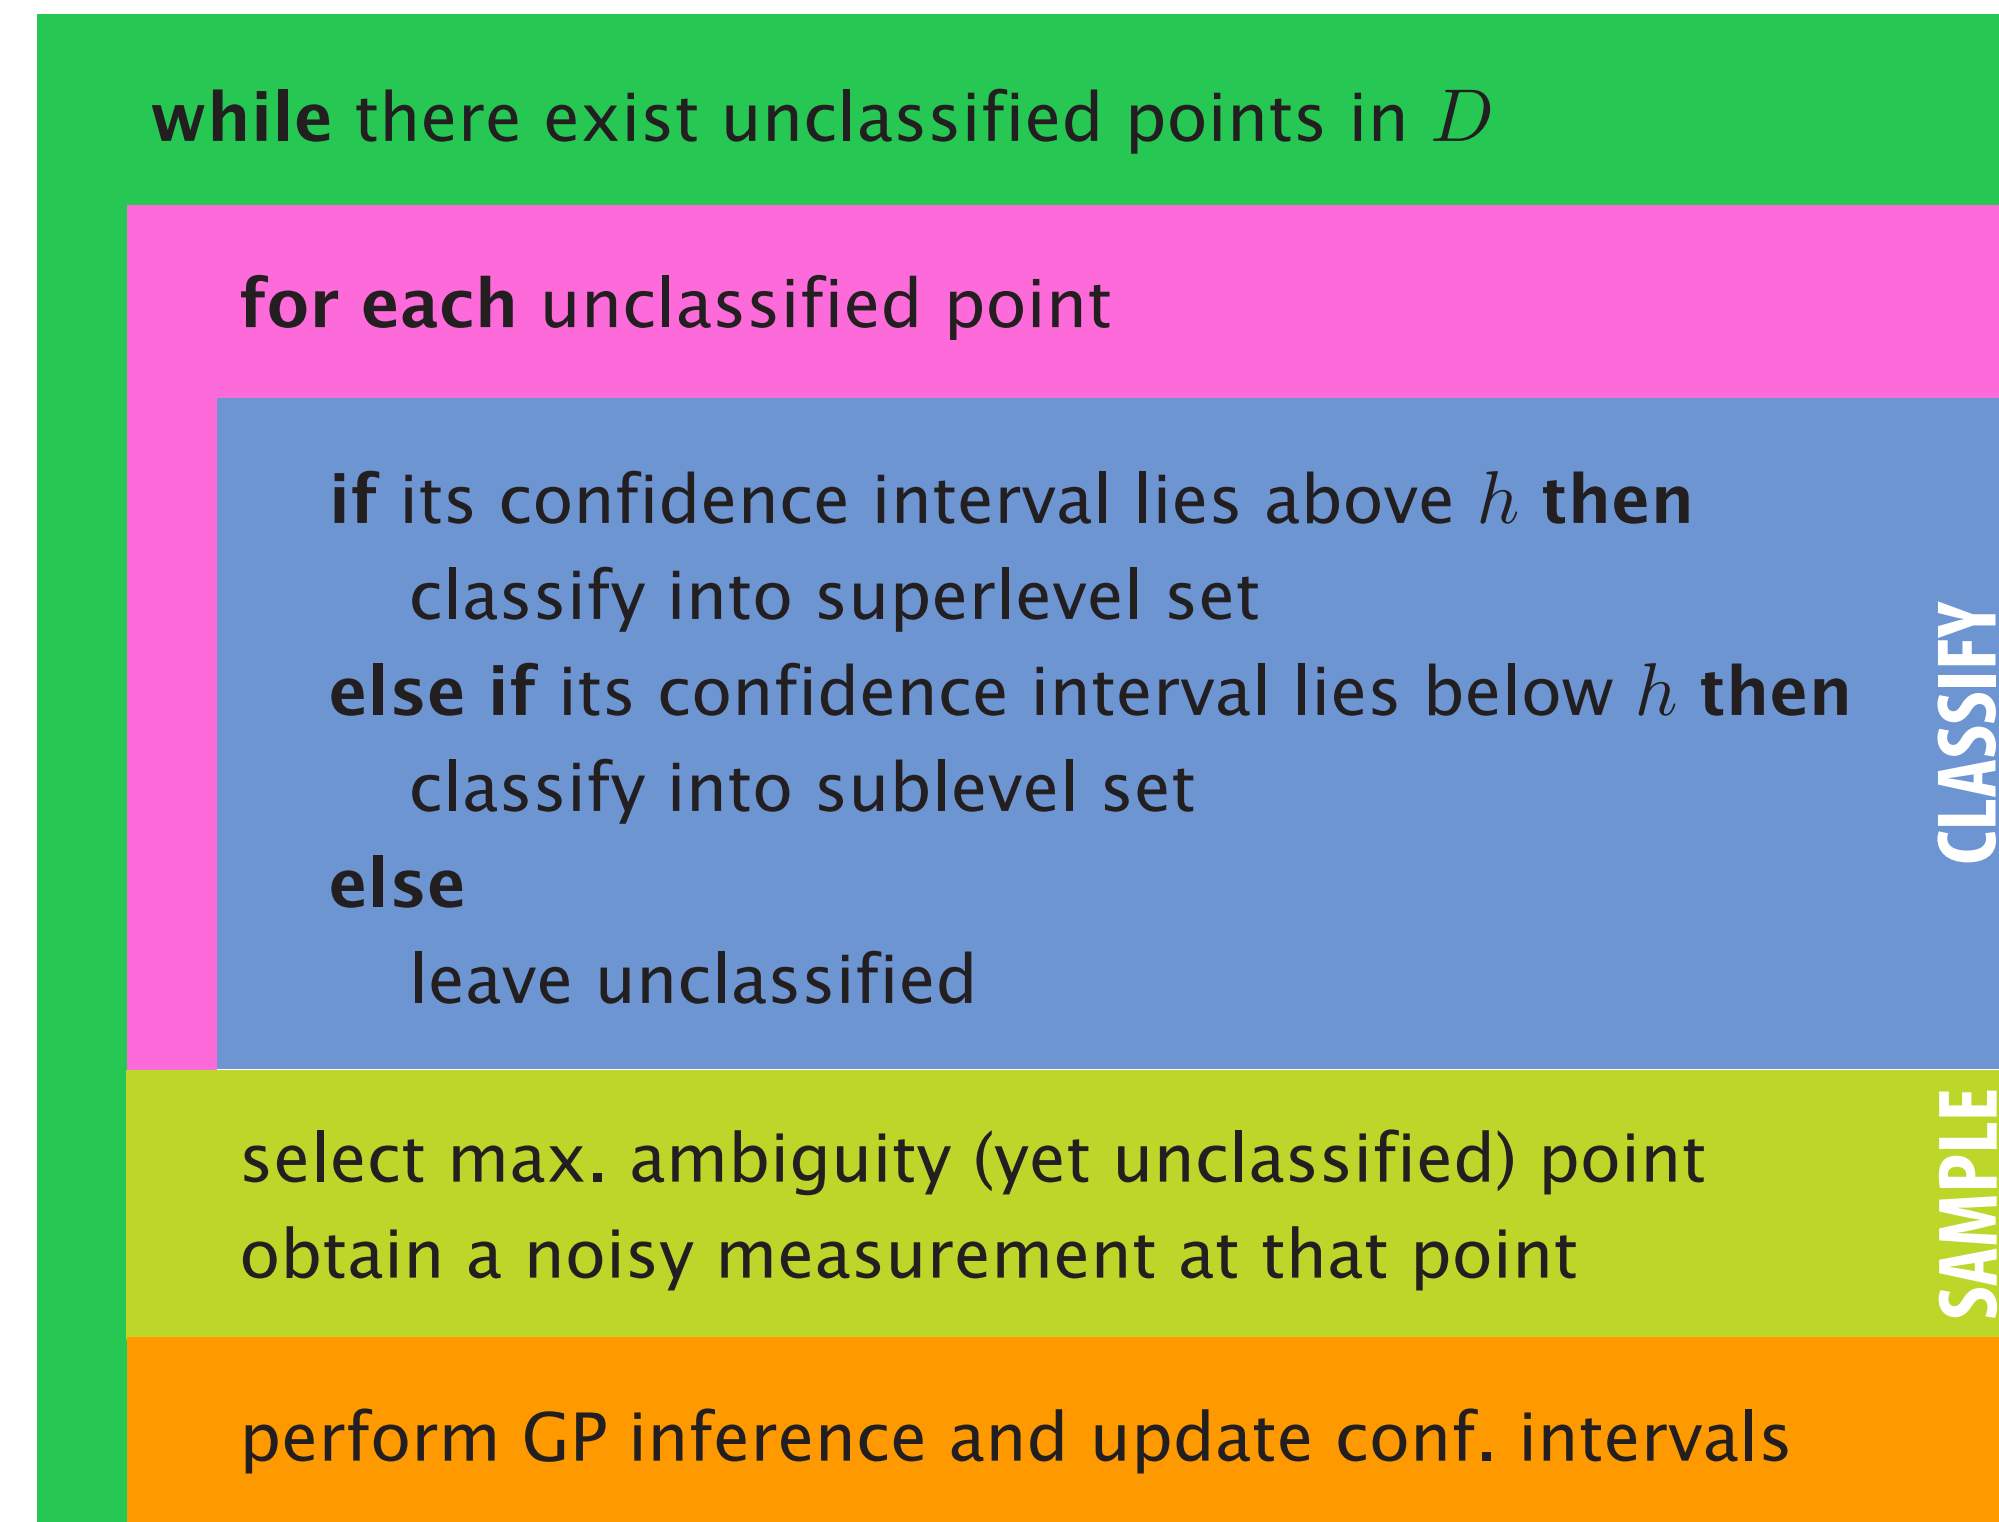 while there exist unclassified points in D
for each unclassified point
if its confidence interval lies above h then
classify into superlevel set
else if its confidence interval lies below h then
classify into sublevel set
else
leave unclassified
CLASSIFY
select max. ambiguity (yet unclassified) point
obtain a noisy measurement at that point
SAMPLE
perform GP inference and update conf. intervals